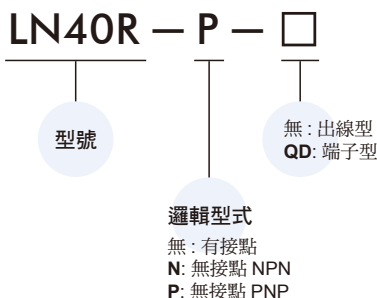 LN40R — P — □
型號
無 : 出線型
QD: 端子型
邏輯型式
無 : 有接點
N: 無接點 NPN
P: 無接點 PNP